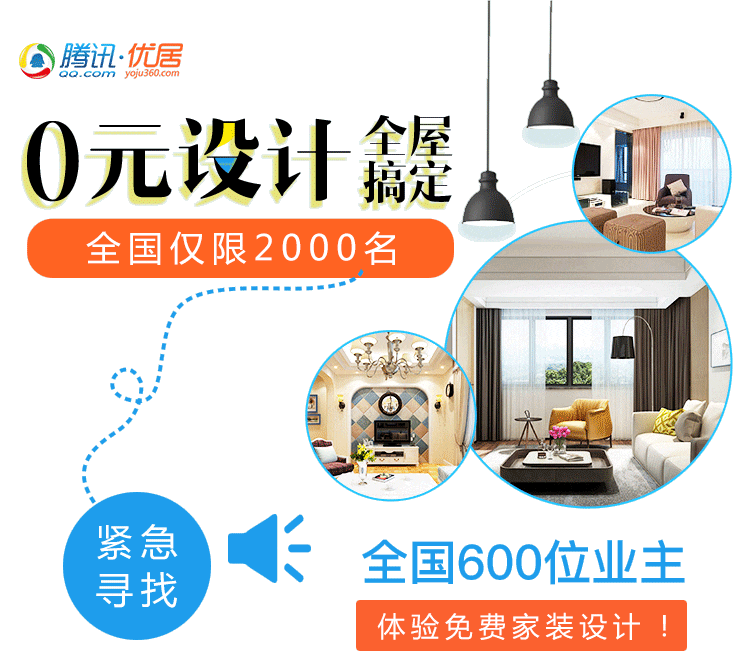 腾讯·优居
QQ.com yoju360.com
0元设计 全屋
搞定
全国仅限2000名
紧急
寻找
全国600位业主
体验免费家装设计 !